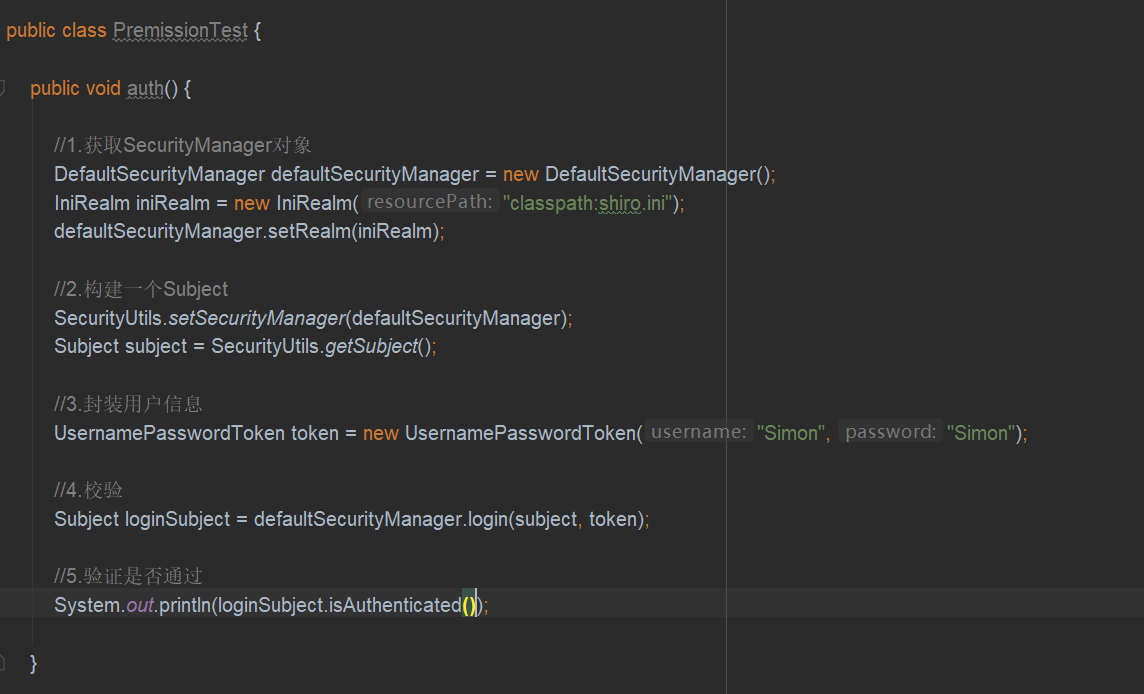 public class PremissionTest {
public void auth() {
//1.获取SecurityManager对象
DefaultSecurityManager defaultSecurityManager = new DefaultSecurityManager();
IniRealm iniRealm = new IniRealm( resourcePath: "classpath:shiro.ini");
defaultSecurityManager.setRealm(iniRealm);
//2.构建一个Subject
SecurityUtils.setSecurityManager(defaultSecurityManager);
Subject subject = SecurityUtils.getSubject();
//3.封装用户信息
UsernamePasswordToken token = new UsernamePasswordToken( username: "Simon", password: "Simon");
//4.校验
Subject loginSubject = defaultSecurityManager.login(subject, token);
//5.验证是否通过
System.out.println(loginSubject.isAuthenticated());
}